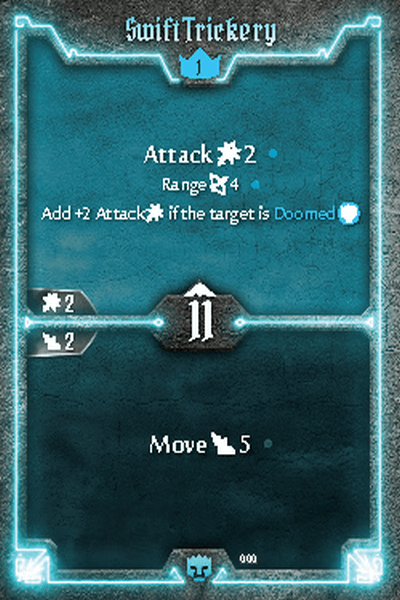 Swift Trickery
1
Attack 2
Range 4
Add +2 Attack if the target is Doomed
2
11
2
Move 5
000